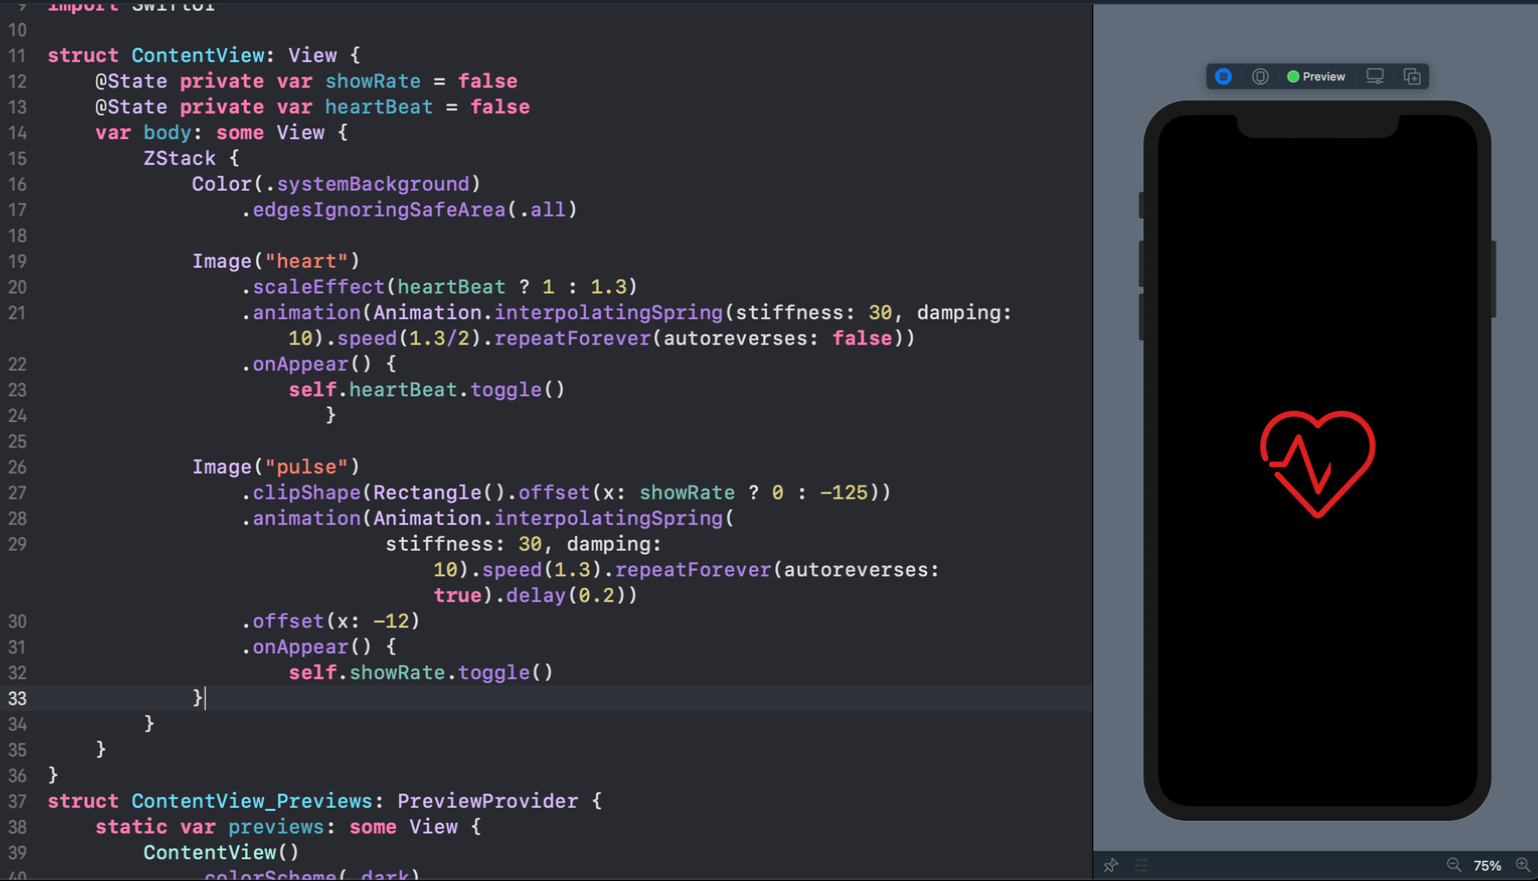 9 import SwiftUI
10
11 struct ContentView: View {
12 @State private var showRate = false
13 @State private var heartBeat = false
14 var body: some View {
15 ZStack {
16 Color(.systemBackground)
17 .edgesIgnoringSafeArea(.all)
18
19 Image("heart")
20 .scaleEffect(heartBeat ? 1 : 1.3)
21 .animation(Animation.interpolatingSpring(stiffness: 30, damping:
10).speed(1.3/2).repeatForever(autoreverses: false))
22 .onAppear() {
23 self.heartBeat.toggle()
24 }
25
26 Image("pulse")
27 .clipShape(Rectangle().offset(x: showRate ? 0 : -125))
28 .animation(Animation.interpolatingSpring(
29 stiffness: 30, damping:
10).speed(1.3).repeatForever(autoreverses:
true).delay(0.2))
30 .offset(x: -12)
31 .onAppear() {
32 self.showRate.toggle()
33 }
34 }
35 }
36 }
37 struct ContentView_Previews: PreviewProvider {
38 static var previews: some View {
39 ContentView()
40 .colorScheme(.dark)
Preview
75%